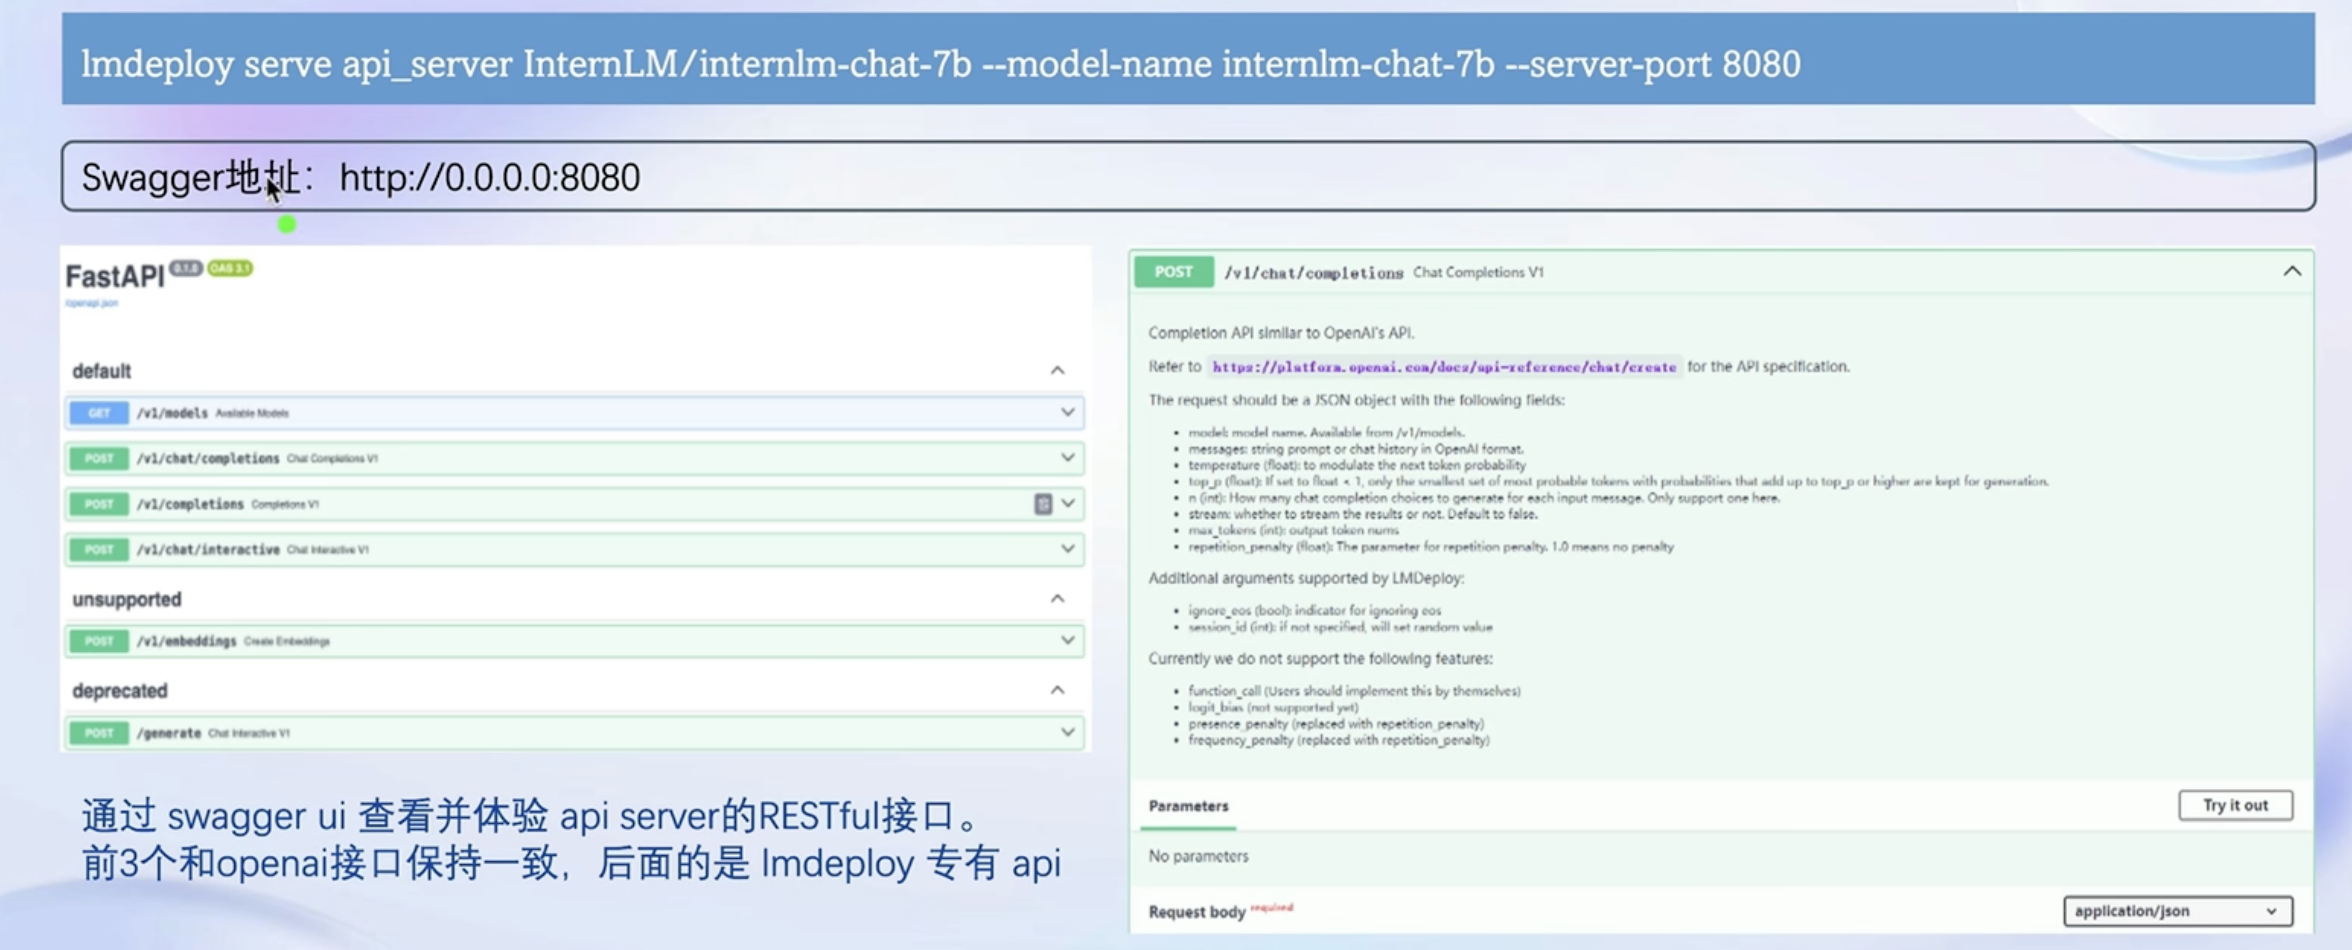 lmdeploy serve api_server InternLM/internlm-chat-7b --model-name internlm-chat-7b --server-port 8080
Swagger地址：http://0.0.0.0:8080
FastAPI 0.1.0 OAS 3.1
/openapi.json
default
GET /v1/models Available Models
POST /v1/chat/completions Chat Completions V1
POST /v1/completions Completions V1
POST /v1/chat/interactive Chat Interactive V1
unsupported
POST /v1/embeddings Create Embeddings
deprecated
POST /generate Chat Interactive V1
通过 swagger ui 查看并体验 api server的RESTful接口。
前3个和openai接口保持一致，后面的是 lmdeploy 专有 api
POST /v1/chat/completions Chat Completions V1
Completion API similar to OpenAI's API.
Refer to https://platform.openai.com/docs/api-reference/chat/create for the API specification.
The request should be a JSON object with the following fields:
• model: model name. Available from /v1/models.
• messages: string prompt or chat history in OpenAI format.
• temperature (float): to modulate the next token probability
• top_p (float): If set to float < 1, only the smallest set of most probable tokens with probabilities that add up to top_p or higher are kept for generation.
• n (int): How many chat completion choices to generate for each input message. Only support one here.
• stream: whether to stream the results or not. Default to false.
• max_tokens (int): output token nums
• repetition_penalty (float): The parameter for repetition penalty. 1.0 means no penalty
Additional arguments supported by LMDeploy:
• ignore_eos (bool): indicator for ignoring eos
• session_id (int): if not specified, will set random value
Currently we do not support the following features:
• function_call (Users should implement this by themselves)
• logit_bias (not supported yet)
• presence_penalty (replaced with repetition_penalty)
• frequency_penalty (replaced with repetition_penalty)
Parameters
Try it out
No parameters
Request body required
application/json